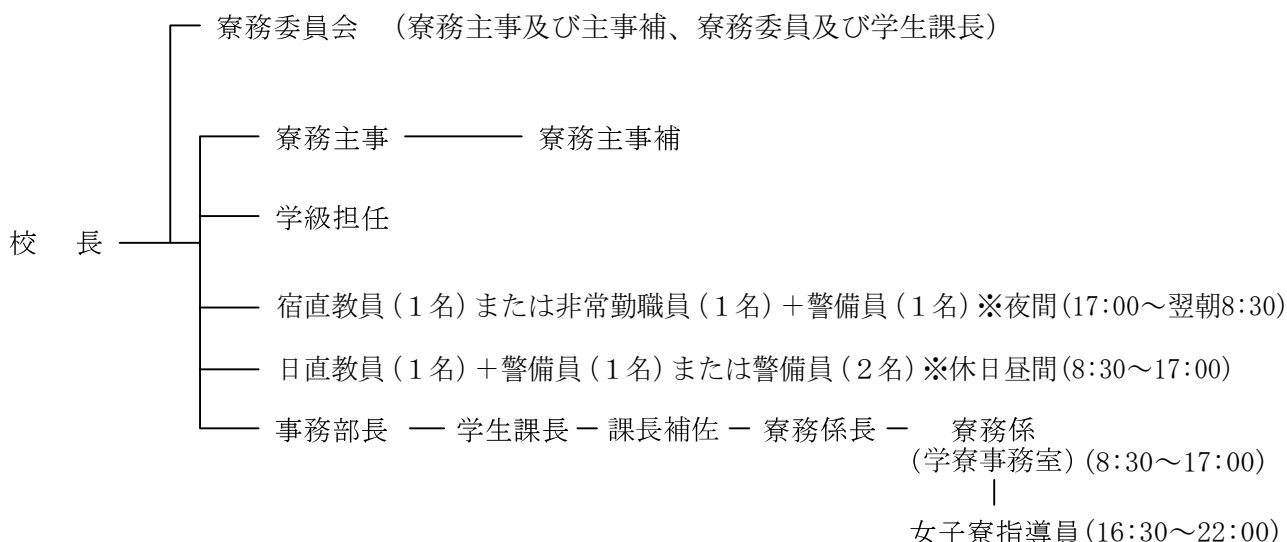 寮務委員会 （寮務主事及び主事補、寮務委員及び学生課長）
寮務主事 寮務主事補
学級担任
校 長
宿直教員（１名）または非常勤職員（１名）＋警備員（１名）※夜間(17:00～翌朝8:30)
日直教員（１名）＋警備員（１名）または警備員（２名）※休日昼間(8:30～17:00)
事務部長 学生課長 課長補佐 寮務係長 寮務係
(学寮事務室) (8:30～17:00)
女子寮指導員(16:30～22:00)